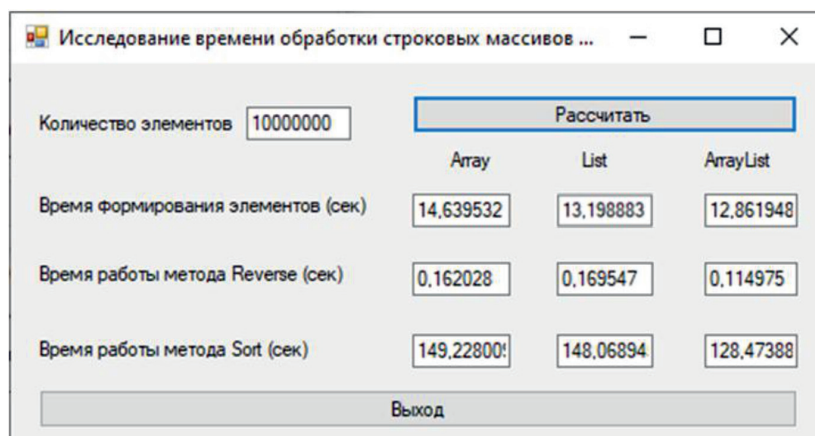 Исследование времени обработки строковых массивов ...
Количество элементов 10000000 Рассчитать
Array List ArrayList
Время формирования элементов (сек) 14,639532 13,198883 12,861948
Время работы метода Reverse (сек) 0,162028 0,169547 0,114975
Время работы метода Sort (сек) 149,228009 148,06894 128,47388
Выход